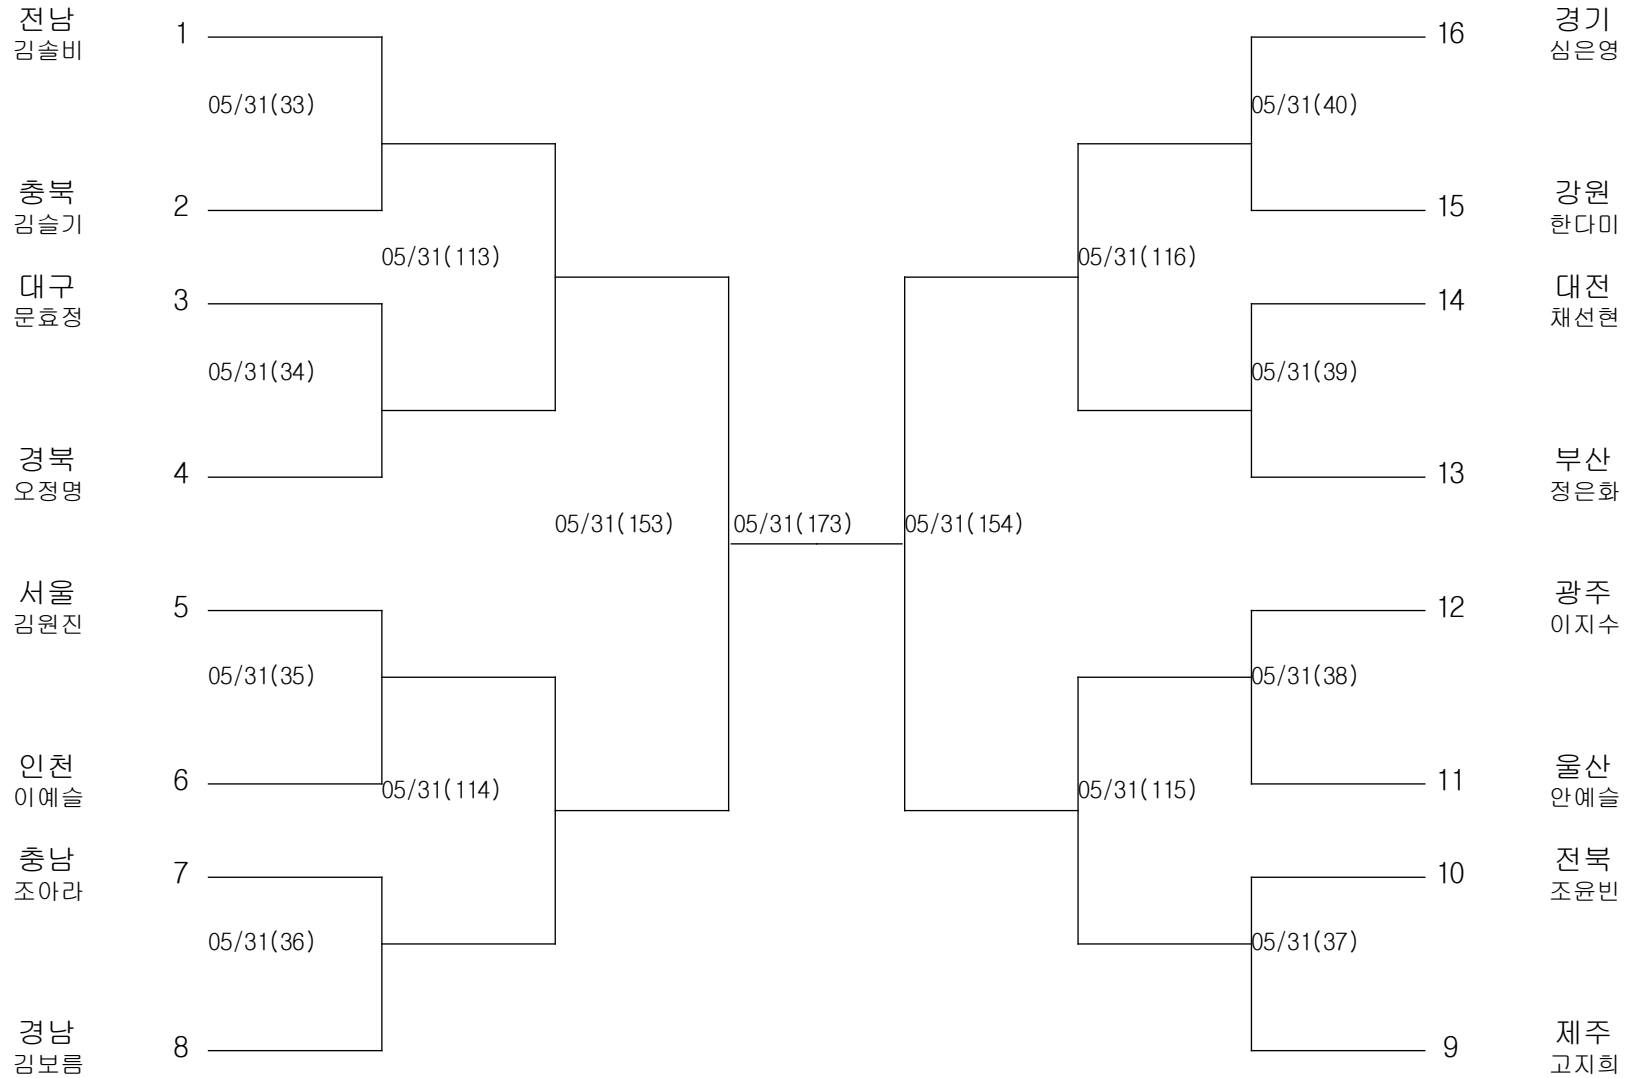 전남
김솔비
1
05/31(33)
충북
김슬기
2
05/31(113)
대구
문효정
3
05/31(34)
경북
오정명
4
05/31(153)
서울
김원진
5
05/31(35)
인천
이예슬
6
05/31(114)
충남
조아라
7
05/31(36)
경남
김보름
8
05/31(173)
16
경기
심은영
05/31(40)
15
강원
한다미
05/31(116)
14
대전
채선현
05/31(39)
13
부산
정은화
05/31(154)
12
광주
이지수
05/31(38)
11
울산
안예슬
05/31(115)
10
전북
조윤빈
05/31(37)
9
제주
고지희